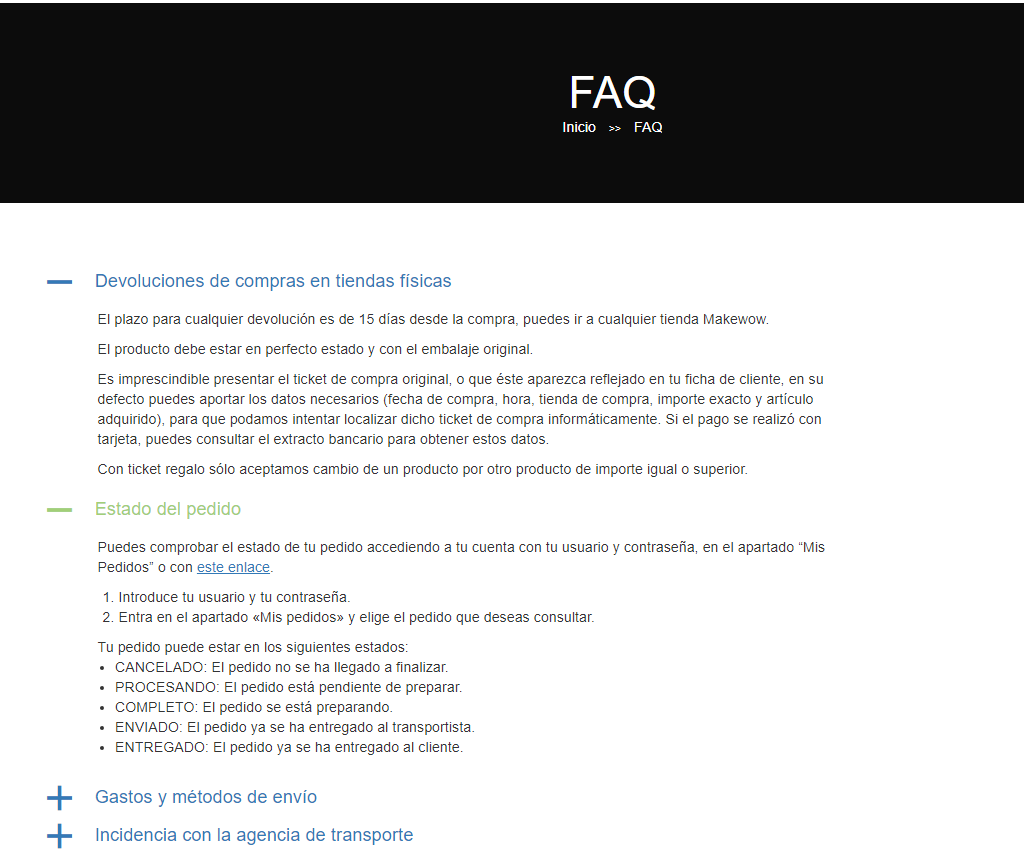 FAQ
Inicio >> FAQ
Devoluciones de compras en tiendas físicas
El plazo para cualquier devolución es de 15 días desde la compra, puedes ir a cualquier tienda Makewow.
El producto debe estar en perfecto estado y con el embalaje original.
Es imprescindible presentar el ticket de compra original, o que éste aparezca reflejado en tu ficha de cliente, en su
defecto puedes aportar los datos necesarios (fecha de compra, hora, tienda de compra, importe exacto y artículo
adquirido), para que podamos intentar localizar dicho ticket de compra informáticamente. Si el pago se realizó con
tarjeta, puedes consultar el extracto bancario para obtener estos datos.
Con ticket regalo sólo aceptamos cambio de un producto por otro producto de importe igual o superior.
Estado del pedido
Puedes comprobar el estado de tu pedido accediendo a tu cuenta con tu usuario y contraseña, en el apartado “Mis
Pedidos” o con este enlace.
1. Introduce tu usuario y tu contraseña.
2. Entra en el apartado «Mis pedidos» y elige el pedido que deseas consultar.
Tu pedido puede estar en los siguientes estados:
• CANCELADO: El pedido no se ha llegado a finalizar.
• PROCESANDO: El pedido está pendiente de preparar.
• COMPLETO: El pedido se está preparando.
• ENVIADO: El pedido ya se ha entregado al transportista.
• ENTREGADO: El pedido ya se ha entregado al cliente.
Gastos y métodos de envío
Incidencia con la agencia de transporte